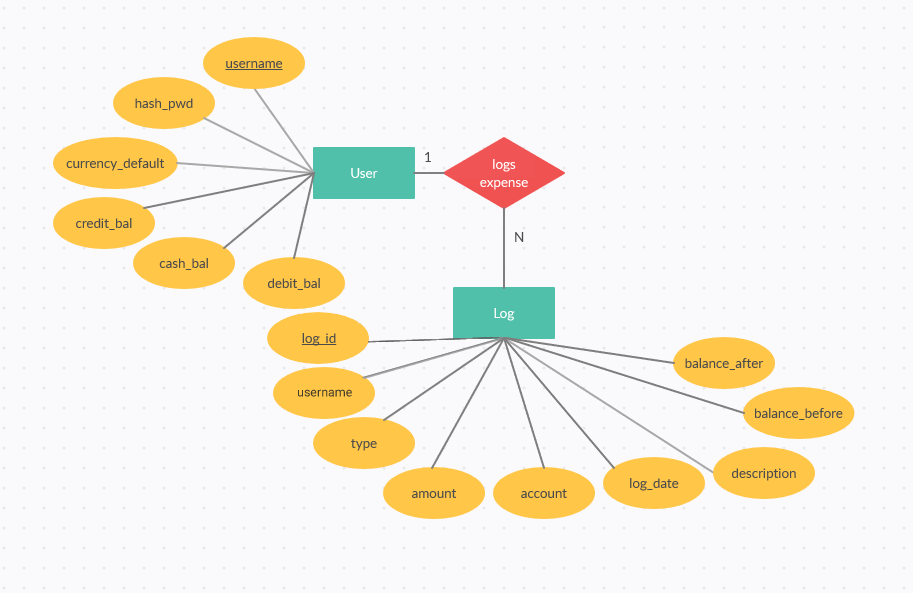 username
hash_pwd
currency_default
credit_bal
cash_bal
debit_bal
User
1
logs
expense
N
Log
log_id
username
type
amount
account
log_date
description
balance_before
balance_after